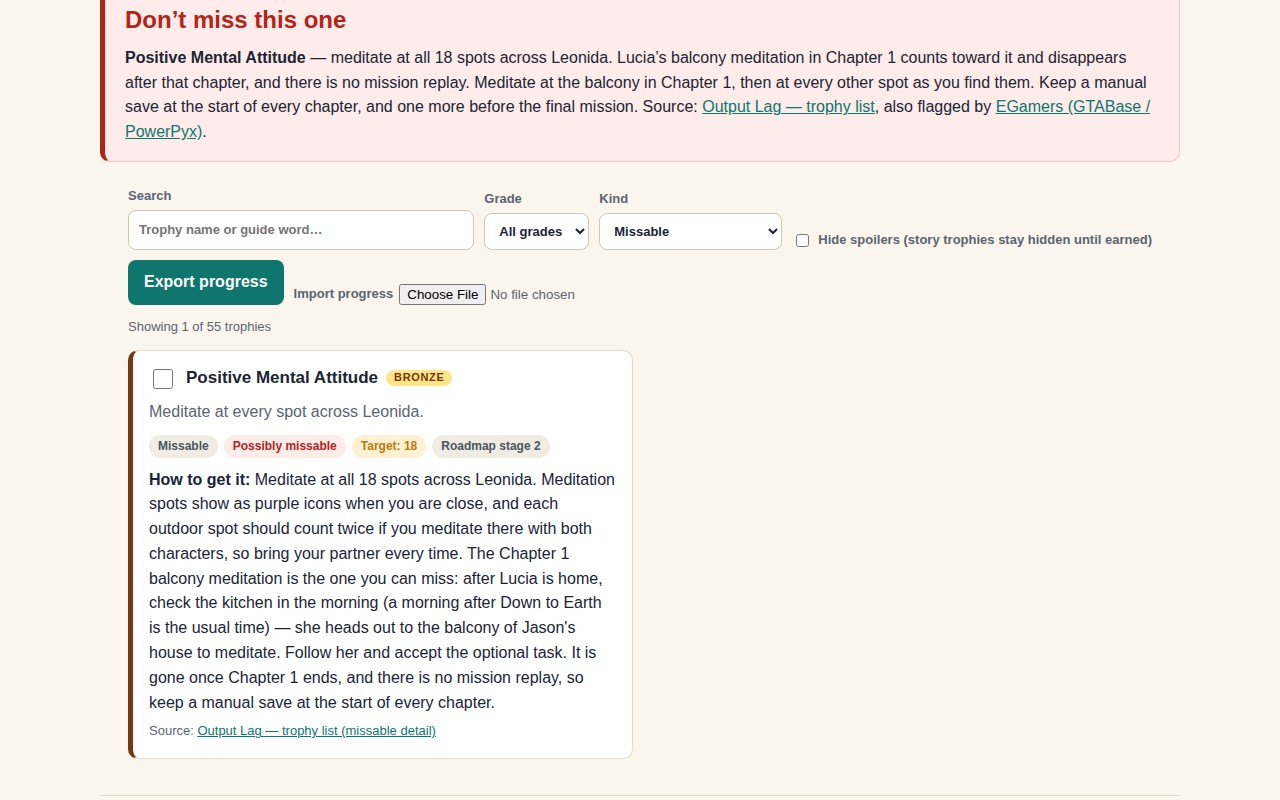 Don’t miss this one
Positive Mental Attitude — meditate at all 18 spots across Leonida. Lucia’s balcony meditation in Chapter 1 counts toward it and disappears
after that chapter, and there is no mission replay. Meditate at the balcony in Chapter 1, then at every other spot as you find them. Keep a manual
save at the start of every chapter, and one more before the final mission. Source: Output Lag — trophy list, also flagged by EGamers (GTABase /
PowerPyx).
Search
Grade
Kind
Trophy name or guide word…
All grades
Missable
Hide spoilers (story trophies stay hidden until earned)
Export progress
Import progress Choose File No file chosen
Showing 1 of 55 trophies
Positive Mental Attitude BRONZE
Meditate at every spot across Leonida.
Missable Possibly missable Target: 18 Roadmap stage 2
How to get it: Meditate at all 18 spots across Leonida. Meditation
spots show as purple icons when you are close, and each
outdoor spot should count twice if you meditate there with both
characters, so bring your partner every time. The Chapter 1
balcony meditation is the one you can miss: after Lucia is home,
check the kitchen in the morning (a morning after Down to Earth
is the usual time) — she heads out to the balcony of Jason's
house to meditate. Follow her and accept the optional task. It is
gone once Chapter 1 ends, and there is no mission replay, so
keep a manual save at the start of every chapter.
Source: Output Lag — trophy list (missable detail)